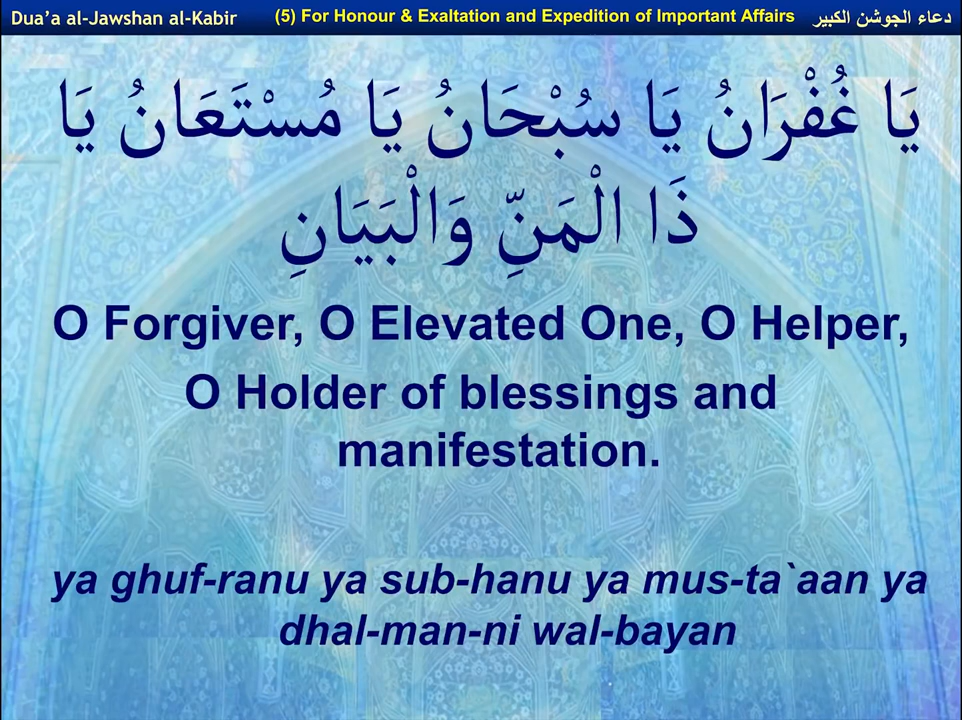 Dua’a al-Jawshan al-Kabir (5) For Honour & Exaltation and Expedition of Important Affairs دعاء الجوشن الكبير
يَا غُفْرَانُ يَا سُبْحَانُ يَا مُسْتَعَانُ يَا
ذَا الْمَنِّ وَالْبَيَانِ
O Forgiver, O Elevated One, O Helper,
O Holder of blessings and
manifestation.
ya ghuf-ranu ya sub-hanu ya mus-ta`aan ya
dhal-man-ni wal-bayan